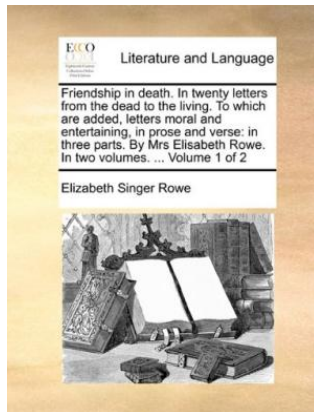 ECCO
Literature and Language
Friendship in death. In twenty letters
from the dead to the living. To which
are added, letters moral and
entertaining, in prose and verse: in
three parts. By Mrs Elisabeth Rowe.
In two volumes. ... Volume 1 of 2
Elizabeth Singer Rowe